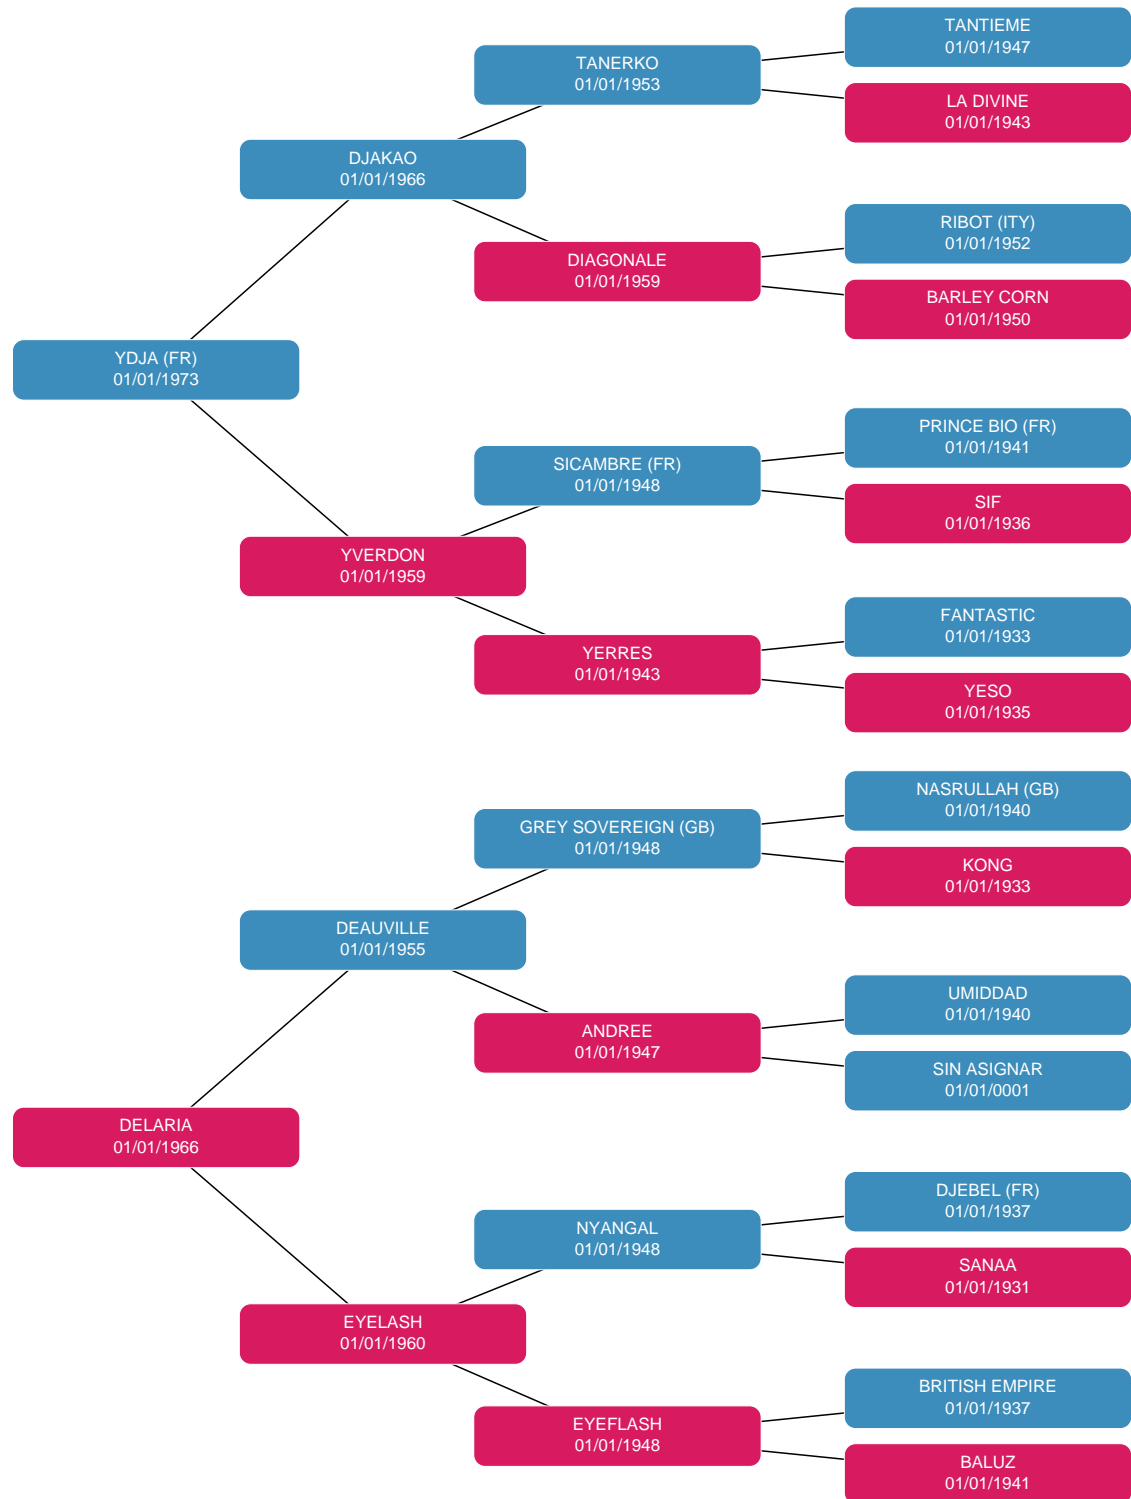 TANTIEME
01/01/1947
TANERKO
01/01/1953
LA DIVINE
01/01/1943
DJAKAO
01/01/1966
RIBOT (ITY)
01/01/1952
DIAGONALE
01/01/1959
BARLEY CORN
01/01/1950
YDJA (FR)
01/01/1973
PRINCE BIO (FR)
01/01/1941
SICAMBRE (FR)
01/01/1948
SIF
01/01/1936
YVERDON
01/01/1959
FANTASTIC
01/01/1933
YERRES
01/01/1943
YESO
01/01/1935
NASRULLAH (GB)
01/01/1940
GREY SOVEREIGN (GB)
01/01/1948
KONG
01/01/1933
DEAUVILLE
01/01/1955
UMIDDAD
01/01/1940
ANDREE
01/01/1947
SIN ASIGNAR
01/01/0001
DELARIA
01/01/1966
DJEBEL (FR)
01/01/1937
NYANGAL
01/01/1948
SANAA
01/01/1931
EYELASH
01/01/1960
BRITISH EMPIRE
01/01/1937
EYEFLASH
01/01/1948
BALUZ
01/01/1941